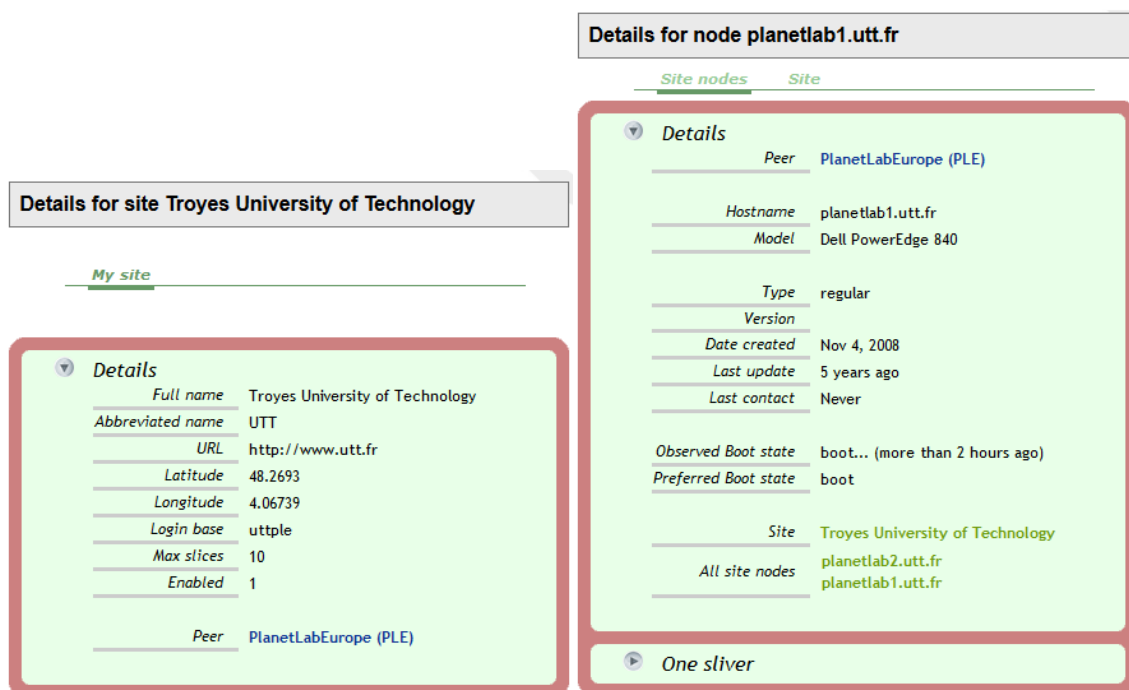 Details for site Troyes University of Technology
My site
Details
Full name Troyes University of Technology
Abbreviated name UTT
URL http://www.utt.fr
Latitude 48.2693
Longitude 4.06739
Login base uttple
Max slices 10
Enabled 1
Peer PlanetLabEurope (PLE)
Details for node planetlab1.utt.fr
Site nodes Site
Details
Peer PlanetLabEurope (PLE)
Hostname planetlab1.utt.fr
Model Dell PowerEdge 840
Type regular
Version
Date created Nov 4, 2008
Last update 5 years ago
Last contact Never
Observed Boot state boot... (more than 2 hours ago)
Preferred Boot state boot
Site Troyes University of Technology
All site nodes planetlab2.utt.fr
planetlab1.utt.fr
One sliver